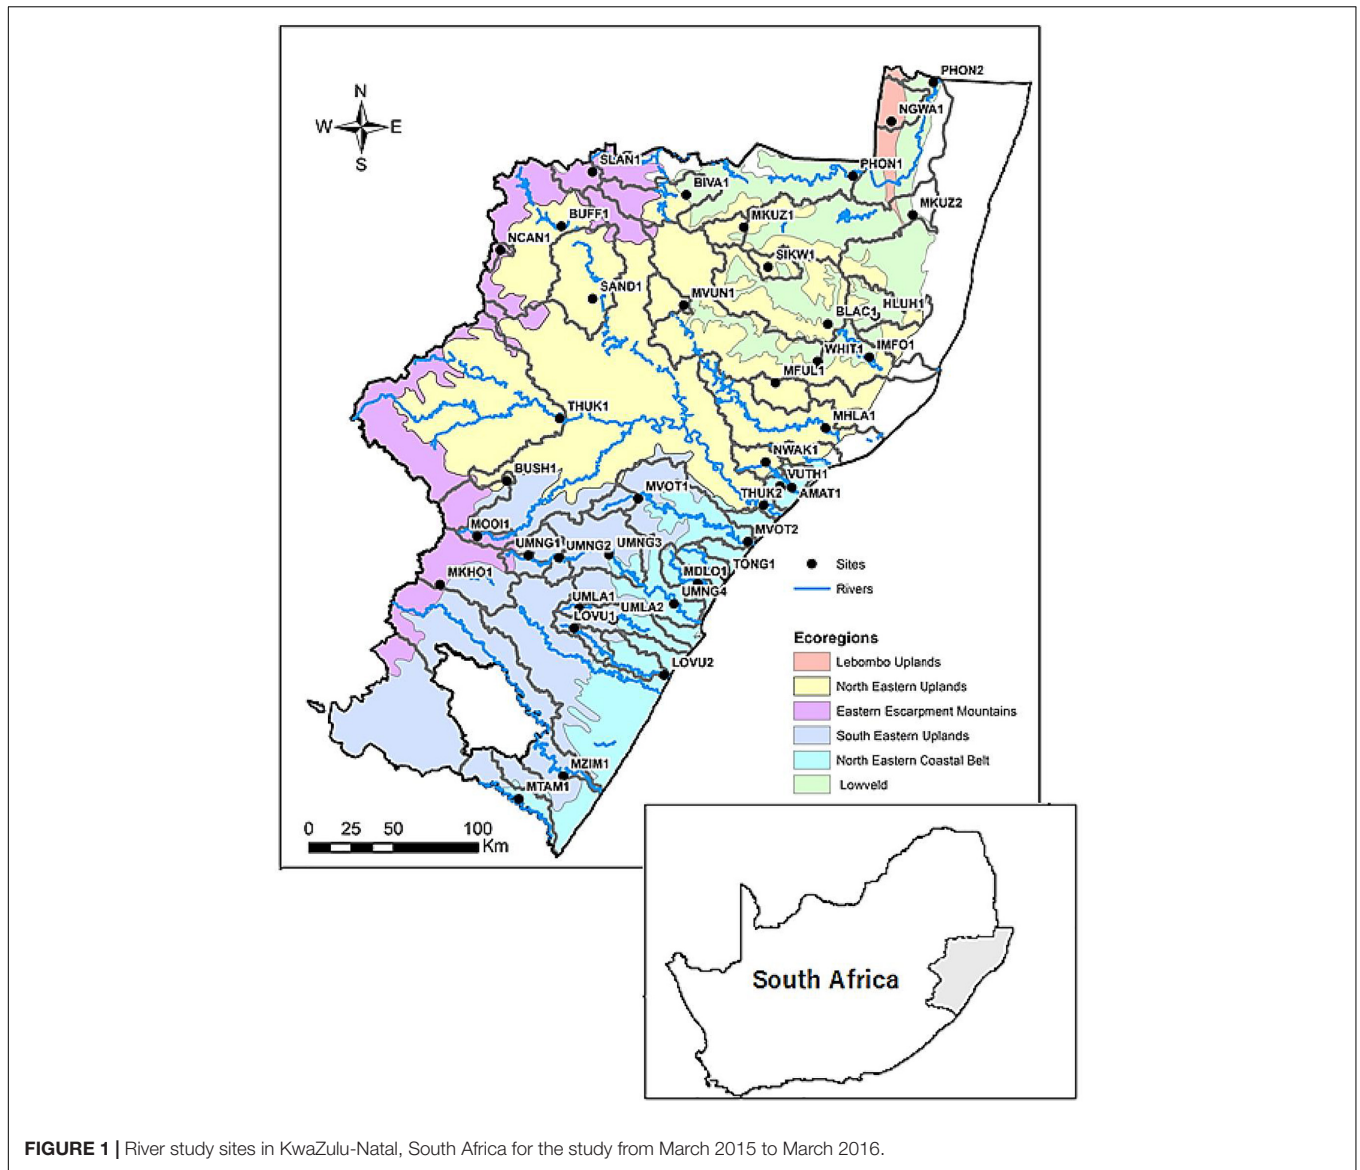 PHON2
N
NGWA1
W E
S
SLAN1
PHON1
BIVA1
MKUZ2
BUFF1
MKUZ1
NCAN1
SIKW1
SAND1
MVUN1
HLUH1
BLAC1
WHIT1
IMFO1
MFUL1
THUK1
MHLA1
NWAK1
BUSH1
VUTH1
MVOT1
THUK2
AMAT1
MOOI1
MVOT2
UMNG1
UMNG2
UMNG3
TONG1
Sites
MKHO1
MDLO1
Rivers
UMNG4
UMLA1
UMLA2
LOVU1
Ecoregions
LOVU2
Lebombo Uplands
North Eastern Uplands
Eastern Escarpment Mountains
South Eastern Uplands
North Eastern Coastal Belt
MZIM1
MTAM1
Lowveld
0 25 50 100
Km
South Africa
FIGURE 1 | River study sites in KwaZulu-Natal, South Africa for the study from March 2015 to March 2016.